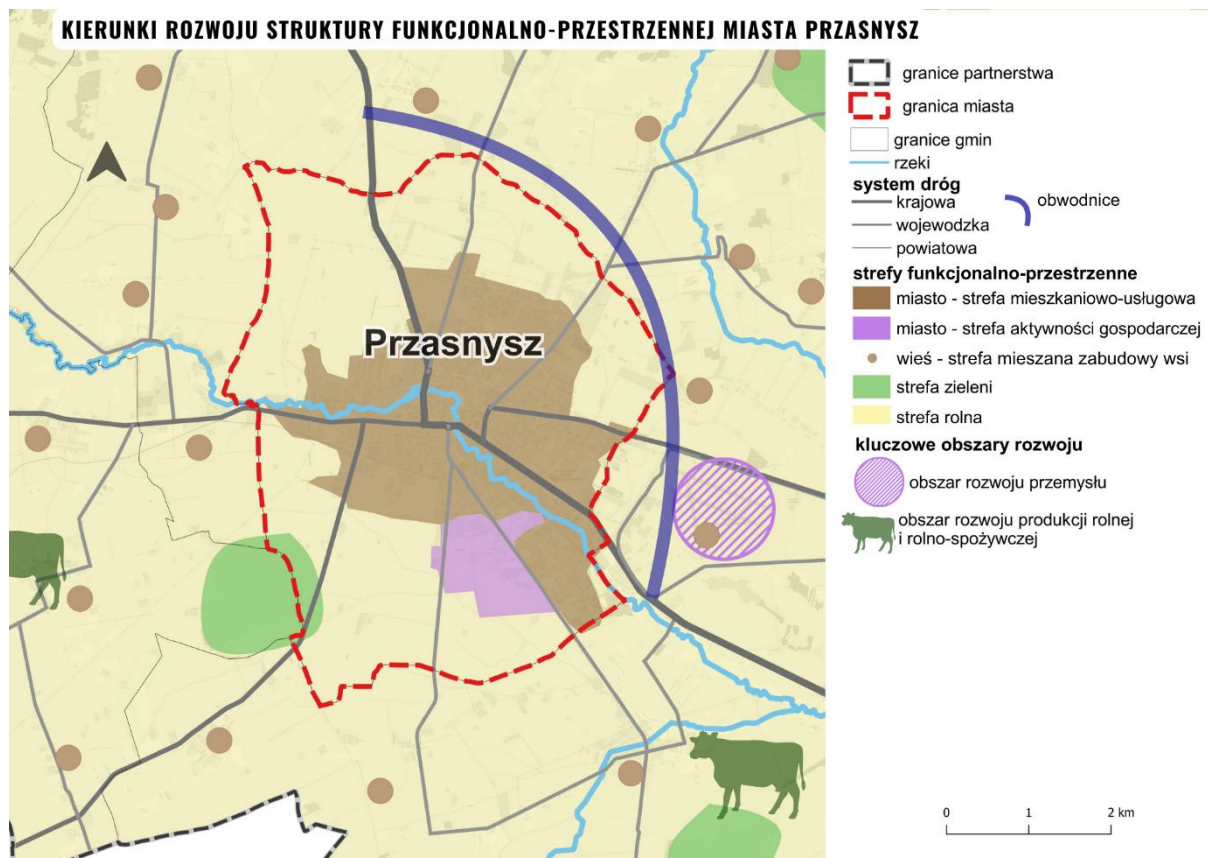 KIERUNKI ROZWOJU STRUKTURY FUNKCJONALNO-PRZESTRZENNEJ MIASTA PRZASNYSZ
Przasnysz
granice partnerstwa
granica miasta
granice gmin
rzeki
system dróg
krajowa
wojewodzka
powiatowa
obwodnice
strefy funkcjonalno-przestrzenne
miasto - strefa mieszkaniowo-usługowa
miasto - strefa aktywności gospodarczej
wieś - strefa mieszana zabudowy wsi
strefa zieleni
strefa rolna
kluczowe obszary rozwoju
obszar rozwoju przemysłu
obszar rozwoju produkcji rolnej
i rolno-spożywczej
0 1 2 km